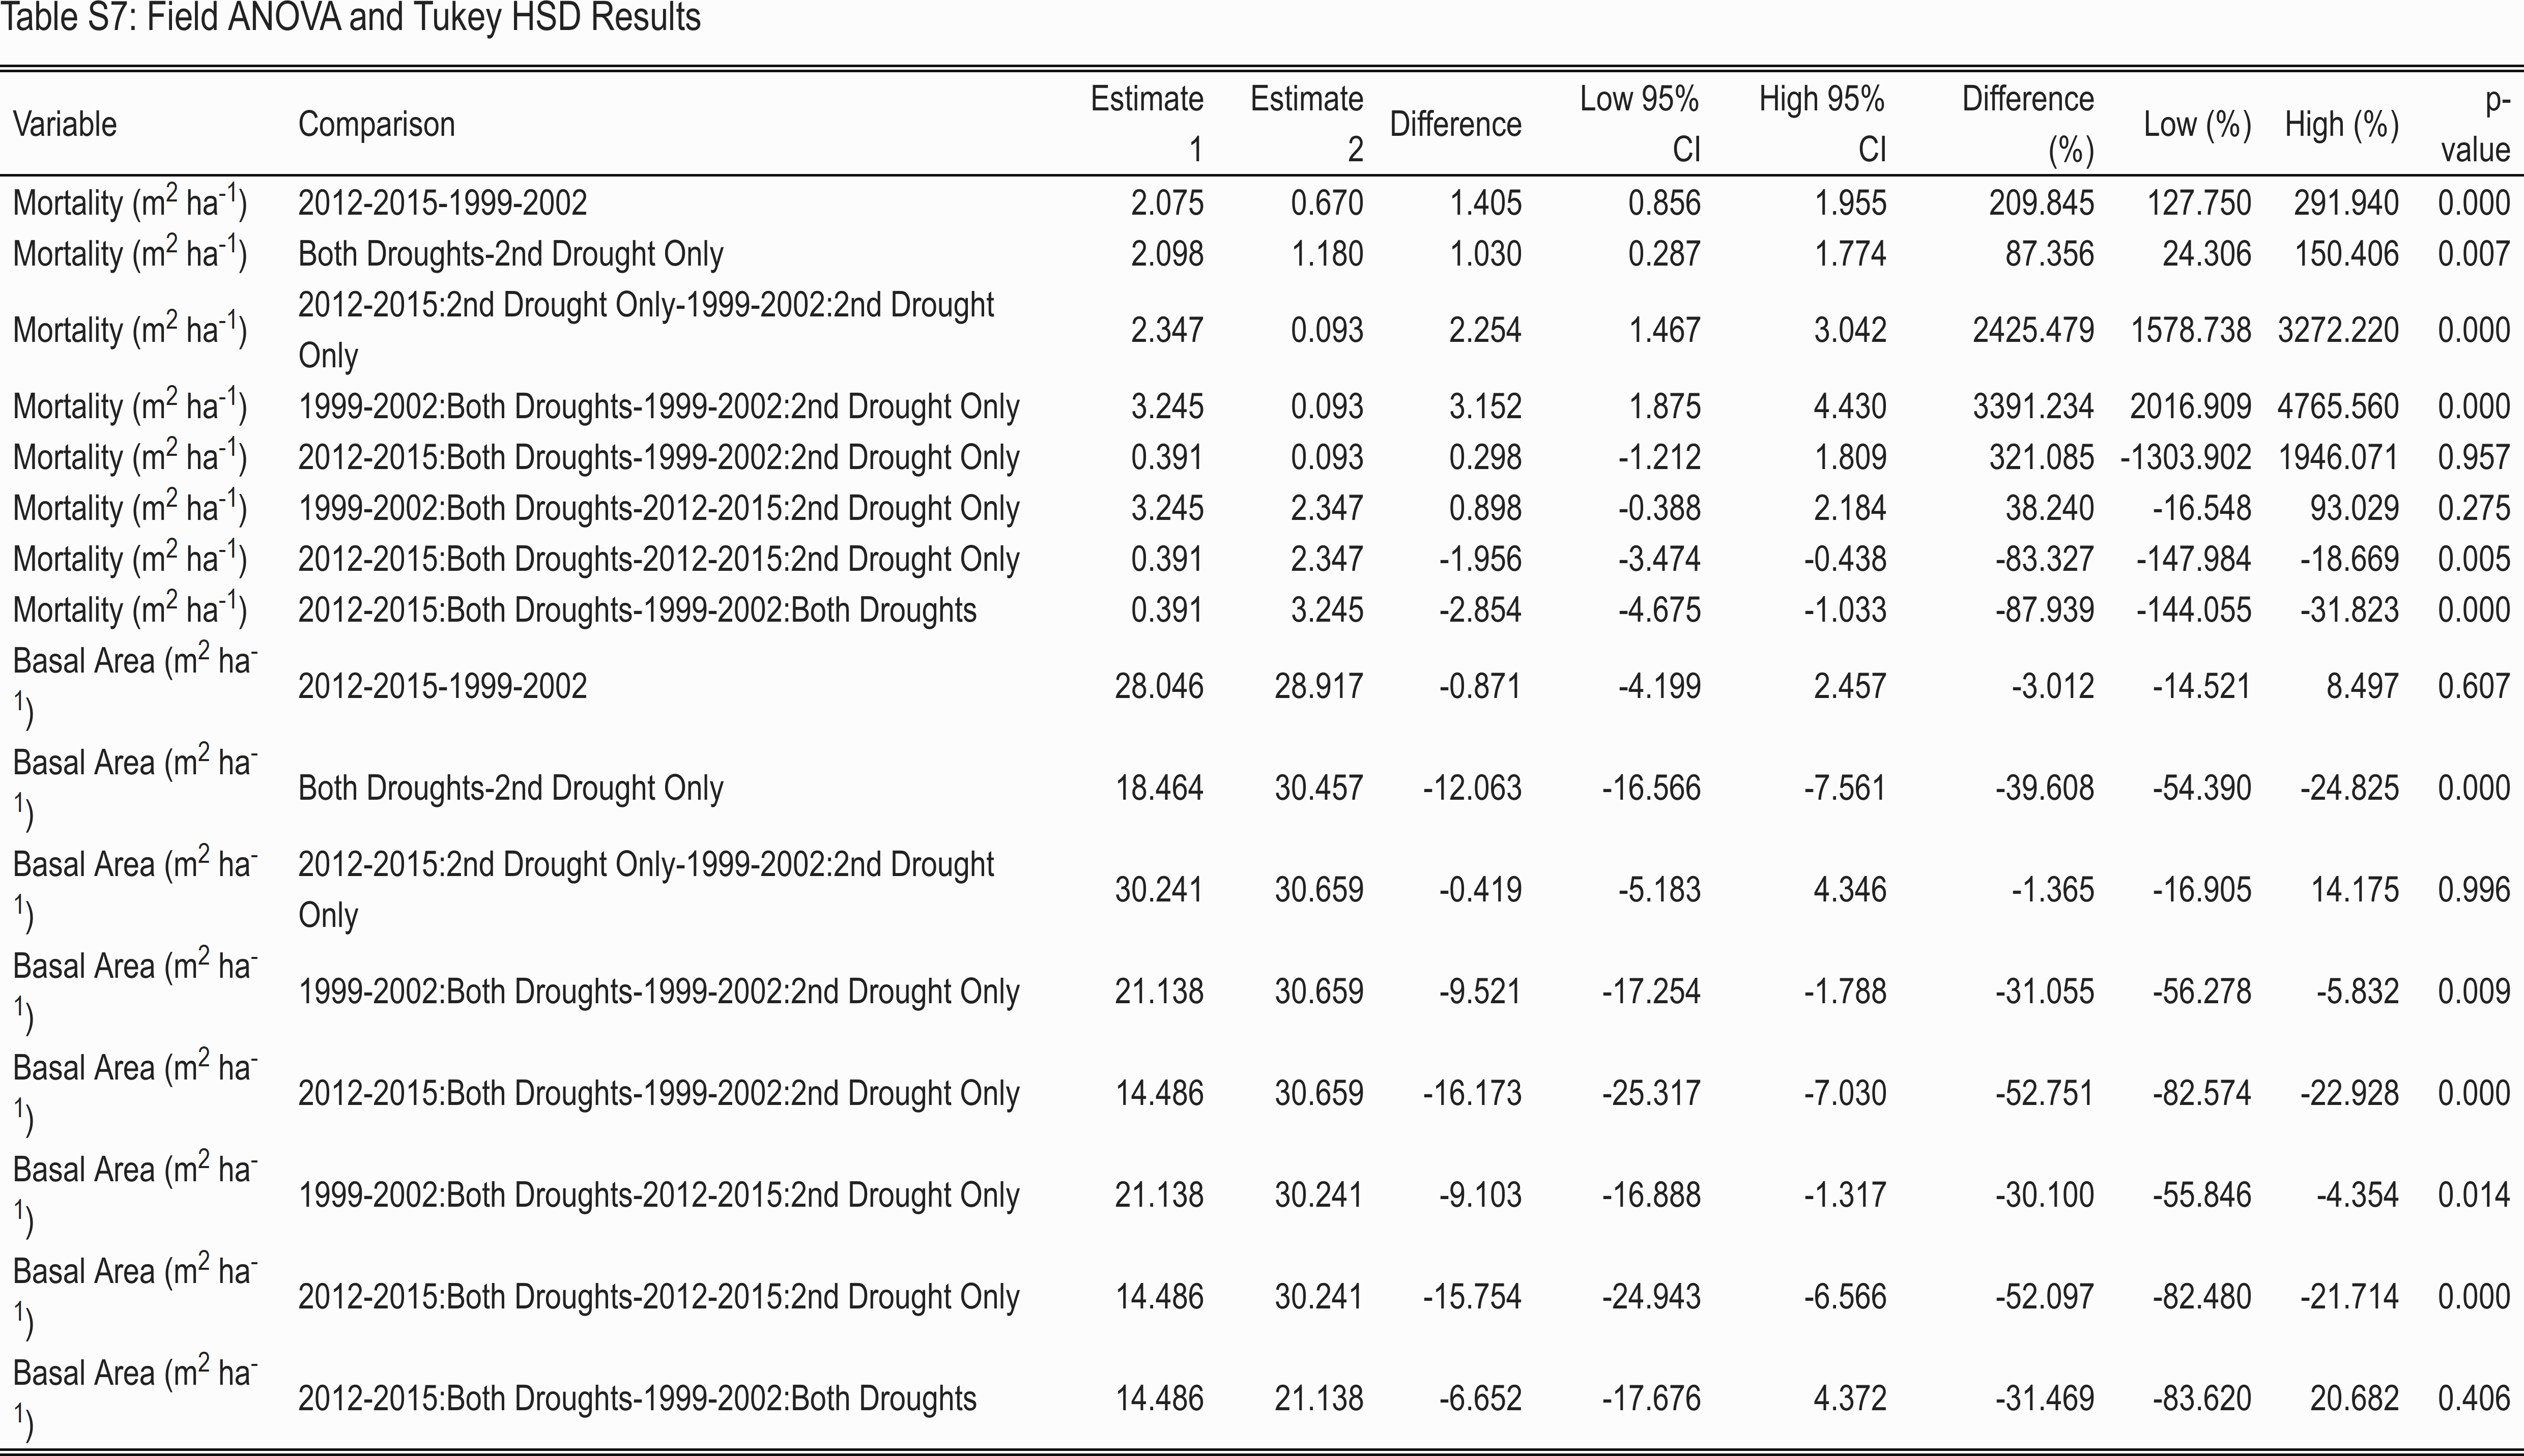 Table S7: Field ANOVA and Tukey HSD Results
Variable Comparison Estimate 1 Estimate 2 Difference Low 95% CI High 95% CI Difference (%) Low (%) High (%) p-value
Mortality (m2 ha-1) 2012-2015-1999-2002 2.075 0.670 1.405 0.856 1.955 209.845 127.750 291.940 0.000
Mortality (m2 ha-1) Both Droughts-2nd Drought Only 2.098 1.180 1.030 0.287 1.774 87.356 24.306 150.406 0.007
Mortality (m2 ha-1) 2012-2015:2nd Drought Only-1999-2002:2nd Drought Only 2.347 0.093 2.254 1.467 3.042 2425.479 1578.738 3272.220 0.000
Mortality (m2 ha-1) 1999-2002:Both Droughts-1999-2002:2nd Drought Only 3.245 0.093 3.152 1.875 4.430 3391.234 2016.909 4765.560 0.000
Mortality (m2 ha-1) 2012-2015:Both Droughts-1999-2002:2nd Drought Only 0.391 0.093 0.298 -1.212 1.809 321.085 -1303.902 1946.071 0.957
Mortality (m2 ha-1) 1999-2002:Both Droughts-2012-2015:2nd Drought Only 3.245 2.347 0.898 -0.388 2.184 38.240 -16.548 93.029 0.275
Mortality (m2 ha-1) 2012-2015:Both Droughts-2012-2015:2nd Drought Only 0.391 2.347 -1.956 -3.474 -0.438 -83.327 -147.984 -18.669 0.005
Mortality (m2 ha-1) 2012-2015:Both Droughts-1999-2002:Both Droughts 0.391 3.245 -2.854 -4.675 -1.033 -87.939 -144.055 -31.823 0.000
Basal Area (m2 ha-1) 2012-2015-1999-2002 28.046 28.917 -0.871 -4.199 2.457 -3.012 -14.521 8.497 0.607
Basal Area (m2 ha-1) Both Droughts-2nd Drought Only 18.464 30.457 -12.063 -16.566 -7.561 -39.608 -54.390 -24.825 0.000
Basal Area (m2 ha-1) 2012-2015:2nd Drought Only-1999-2002:2nd Drought Only 30.241 30.659 -0.419 -5.183 4.346 -1.365 -16.905 14.175 0.996
Basal Area (m2 ha-1) 1999-2002:Both Droughts-1999-2002:2nd Drought Only 21.138 30.659 -9.521 -17.254 -1.788 -31.055 -56.278 -5.832 0.009
Basal Area (m2 ha-1) 2012-2015:Both Droughts-1999-2002:2nd Drought Only 14.486 30.659 -16.173 -25.317 -7.030 -52.751 -82.574 -22.928 0.000
Basal Area (m2 ha-1) 1999-2002:Both Droughts-2012-2015:2nd Drought Only 21.138 30.241 -9.103 -16.888 -1.317 -30.100 -55.846 -4.354 0.014
Basal Area (m2 ha-1) 2012-2015:Both Droughts-2012-2015:2nd Drought Only 14.486 30.241 -15.754 -24.943 -6.566 -52.097 -82.480 -21.714 0.000
Basal Area (m2 ha-1) 2012-2015:Both Droughts-1999-2002:Both Droughts 14.486 21.138 -6.652 -17.676 4.372 -31.469 -83.620 20.682 0.406